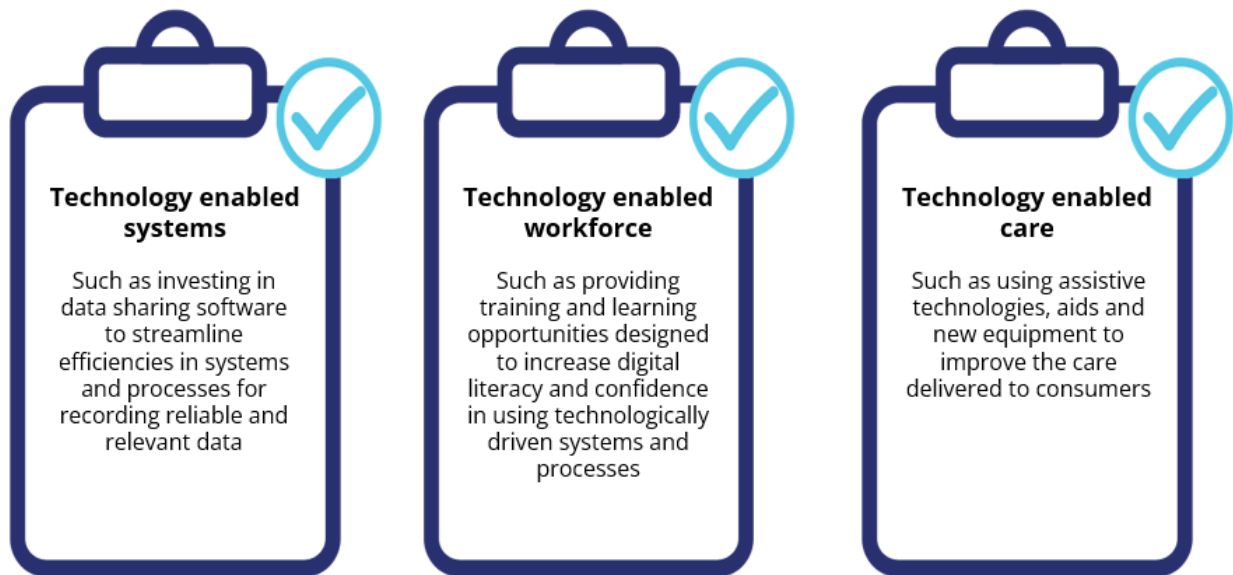 Technology enabled
systems
Such as investing in
data sharing software
to streamline
efficiencies in systems
and processes for
recording reliable and
relevant data
Technology enabled
workforce
Such as providing
training and learning
opportunities designed
to increase digital
literacy and confidence
in using technologically
driven systems and
processes
Technology enabled
care
Such as using assistive
technologies, aids and
new equipment to
improve the care
delivered to consumers